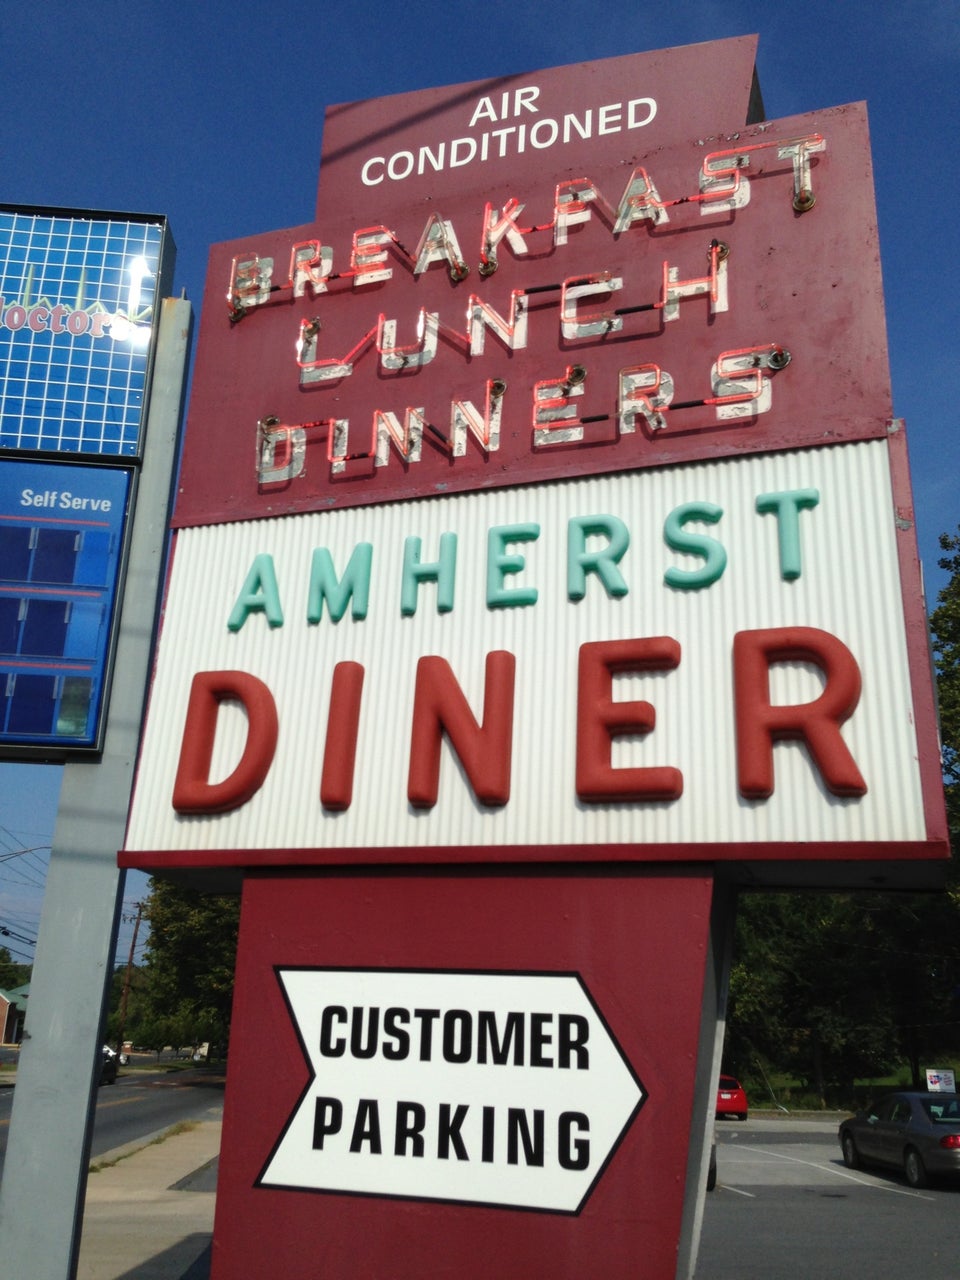 AIR
CONDITIONED
BREAKFAST
LUNCH
DINNERS
AMHERST
DINER
CUSTOMER
PARKING
Self Serve